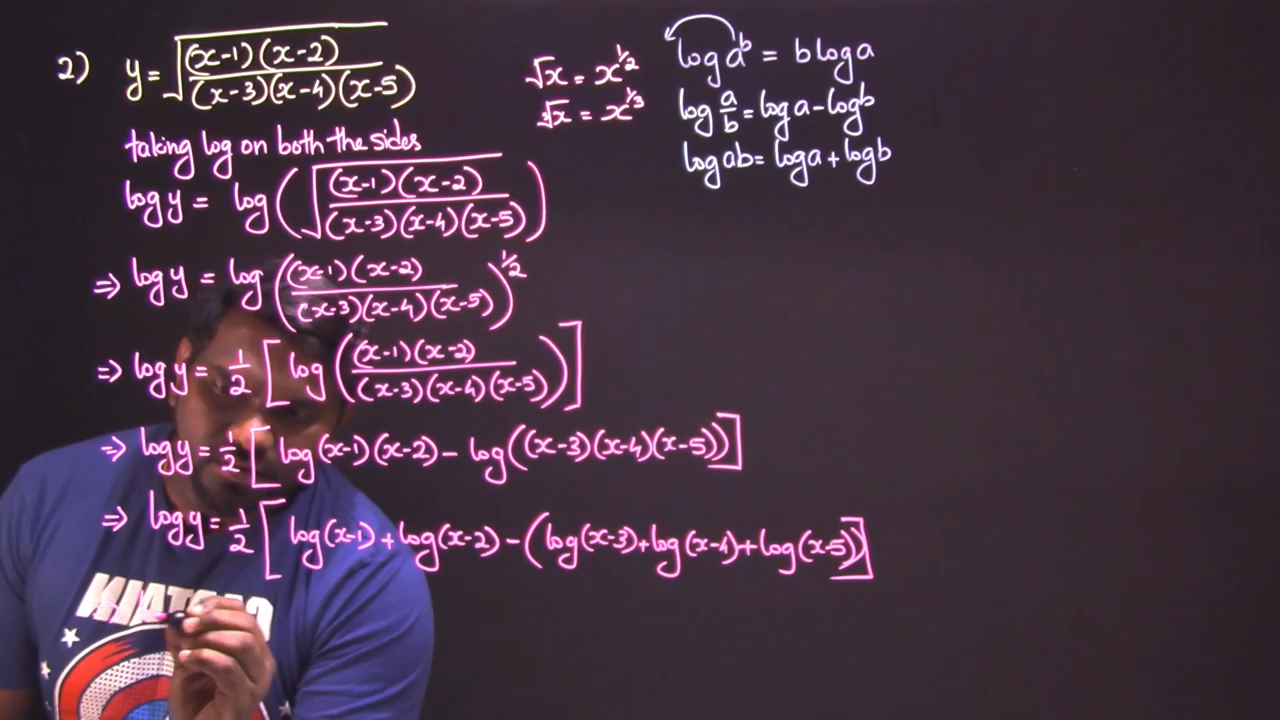 2) y = √((x-1)(x-2)/(x-3)(x-4)(x-5))
taking log on both the sides
log y = log(√((x-1)(x-2)/(x-3)(x-4)(x-5)))
⇒ log y = log((x-1)(x-2)/(x-3)(x-4)(x-5))^1/2
⇒ log y = 1/2 [log((x-1)(x-2)/(x-3)(x-4)(x-5))]
⇒ log y = 1/2 [log(x-1)(x-2) - log((x-3)(x-4)(x-5))]
⇒ log y = 1/2 [log(x-1) + log(x-2) - (log(x-3) + log(x-4) + log(x-5))]
√x = x^1/2
∛x = x^1/3
log a^b = b log a
log a/b = log a - log b
log ab = log a + log b